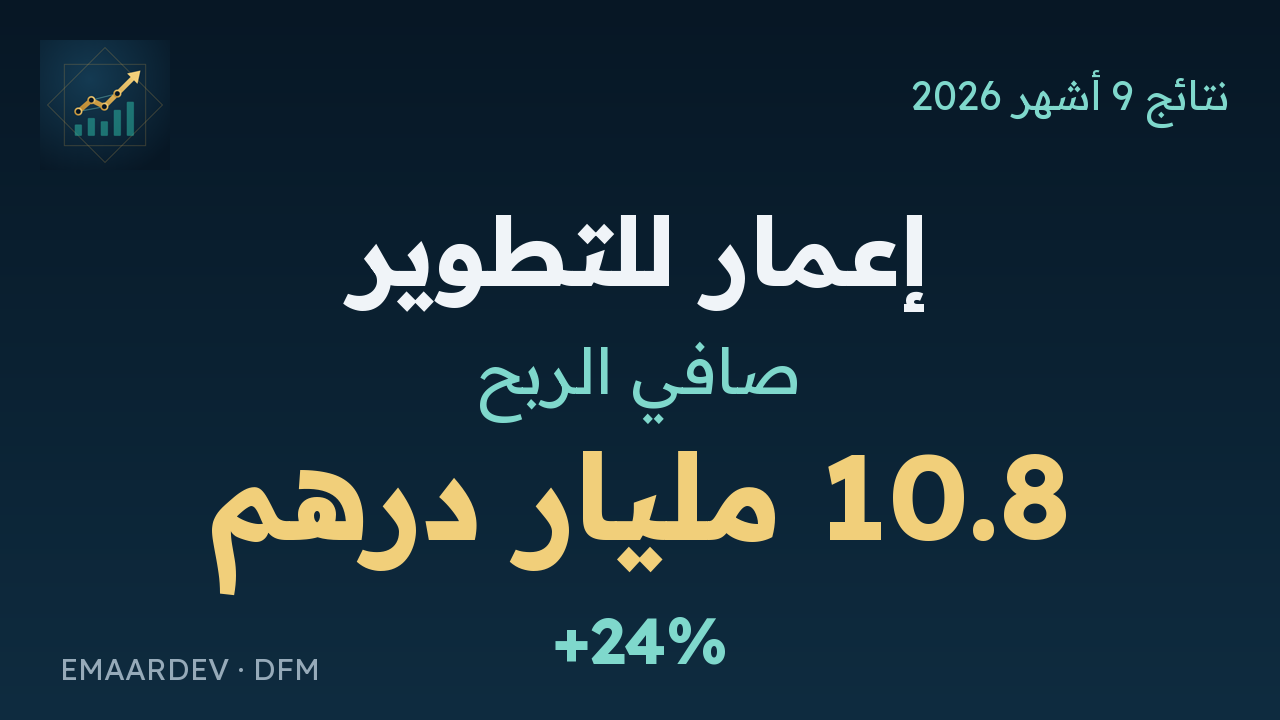 نتائج 9 أشهر 2026
إعمار للتطوير
صافي الربح
10.8 مليار درهم
+24%
EMAARDEV · DFM